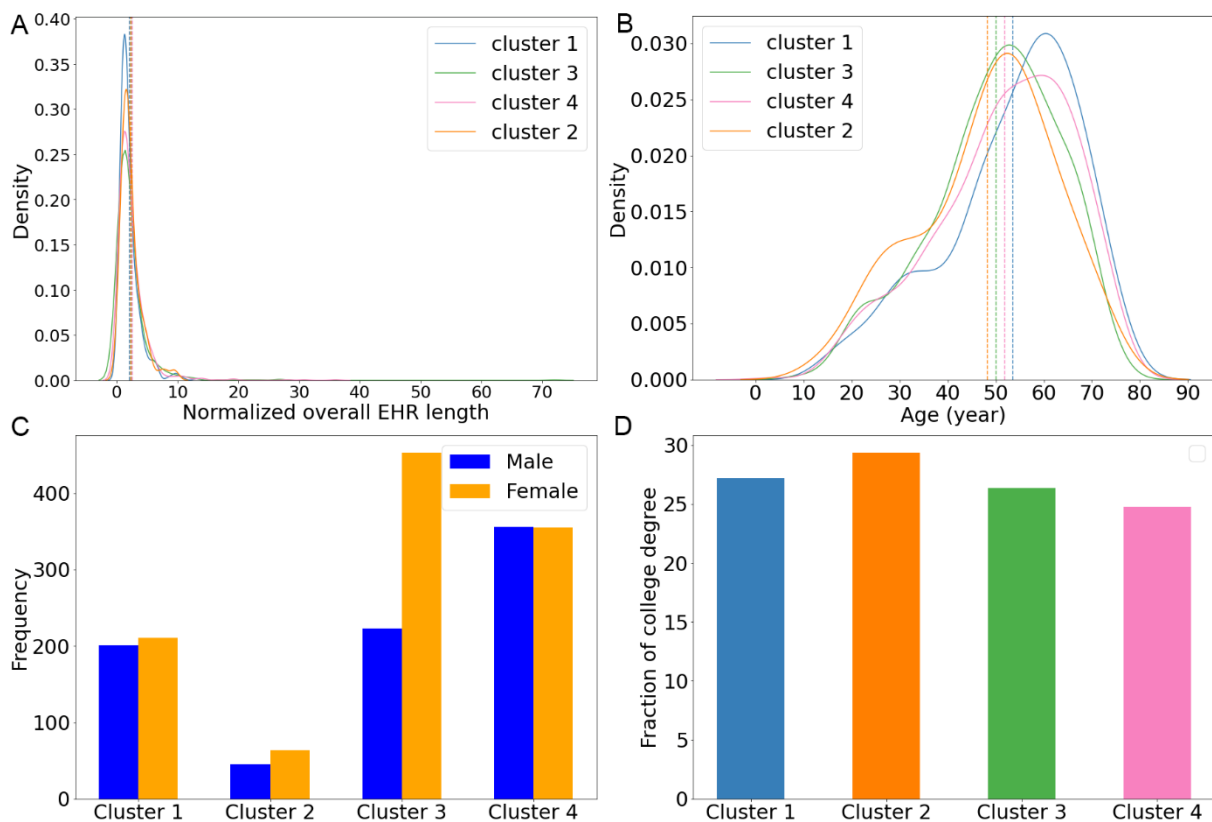 A
0.40
0.35
0.30
0.25
0.20
0.15
0.10
0.05
0.00
Density
cluster 1
cluster 3
cluster 4
cluster 2
0 10 20 30 40 50 60 70
Normalized overall EHR length
B
0.030
0.025
0.020
0.015
0.010
0.005
0.000
Density
cluster 1
cluster 3
cluster 4
cluster 2
0 10 20 30 40 50 60 70 80 90
Age (year)
C
400
300
200
100
0
Frequency
Male
Female
Cluster 1 Cluster 2 Cluster 3 Cluster 4
D
30
25
20
15
10
5
0
Fraction of college degree
Cluster 1 Cluster 2 Cluster 3 Cluster 4